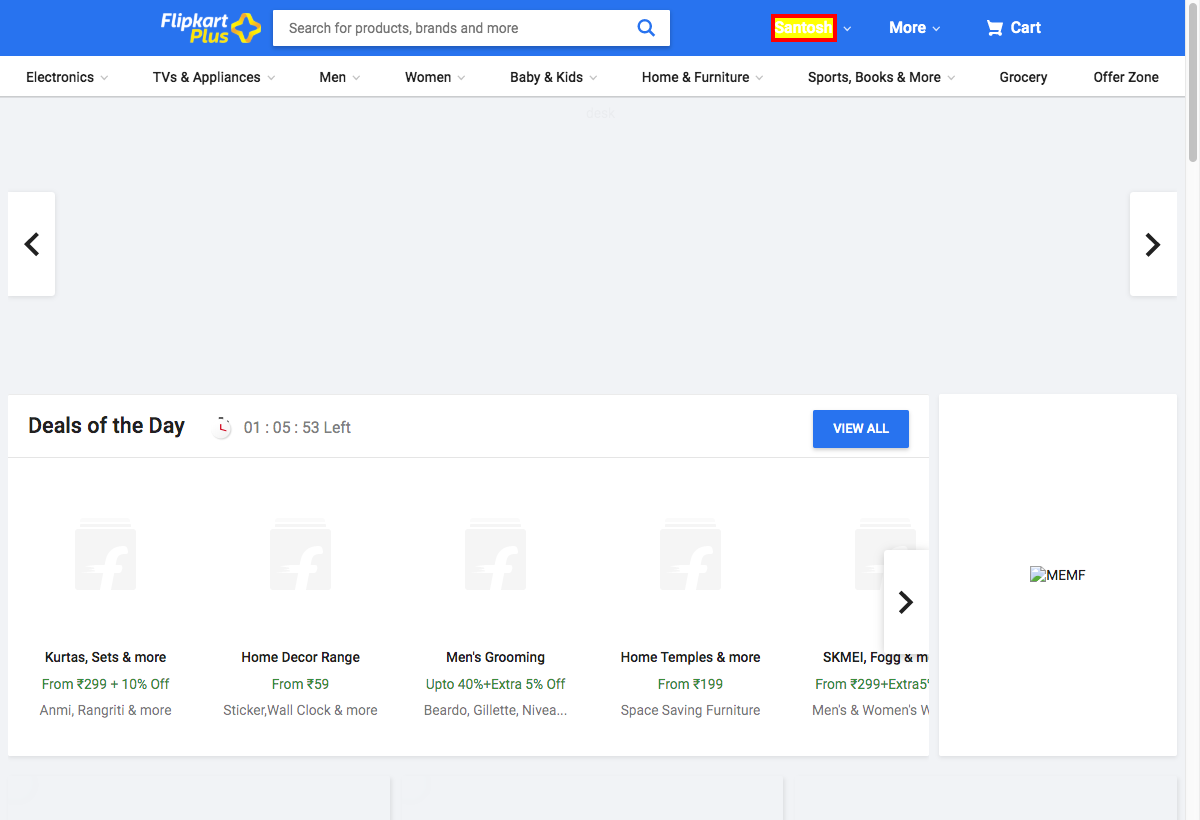 Flipkart
Plus
Search for products, brands and more
Santosh
More
Cart
Electronics
TVs & Appliances
Men
Women
Baby & Kids
Home & Furniture
Sports, Books & More
Grocery
Offer Zone
Deals of the Day
01 : 05 : 53 Left
VIEW ALL
MEMF
Kurtas, Sets & more
From ₹299 + 10% Off
Anmi, Rangriti & more
Home Decor Range
From ₹59
Sticker,Wall Clock & more
Men's Grooming
Upto 40%+Extra 5% Off
Beardo, Gillette, Nivea...
Home Temples & more
From ₹199
Space Saving Furniture
SKMEI, Fogg & m
From ₹299+Extra5%
Men's & Women's W